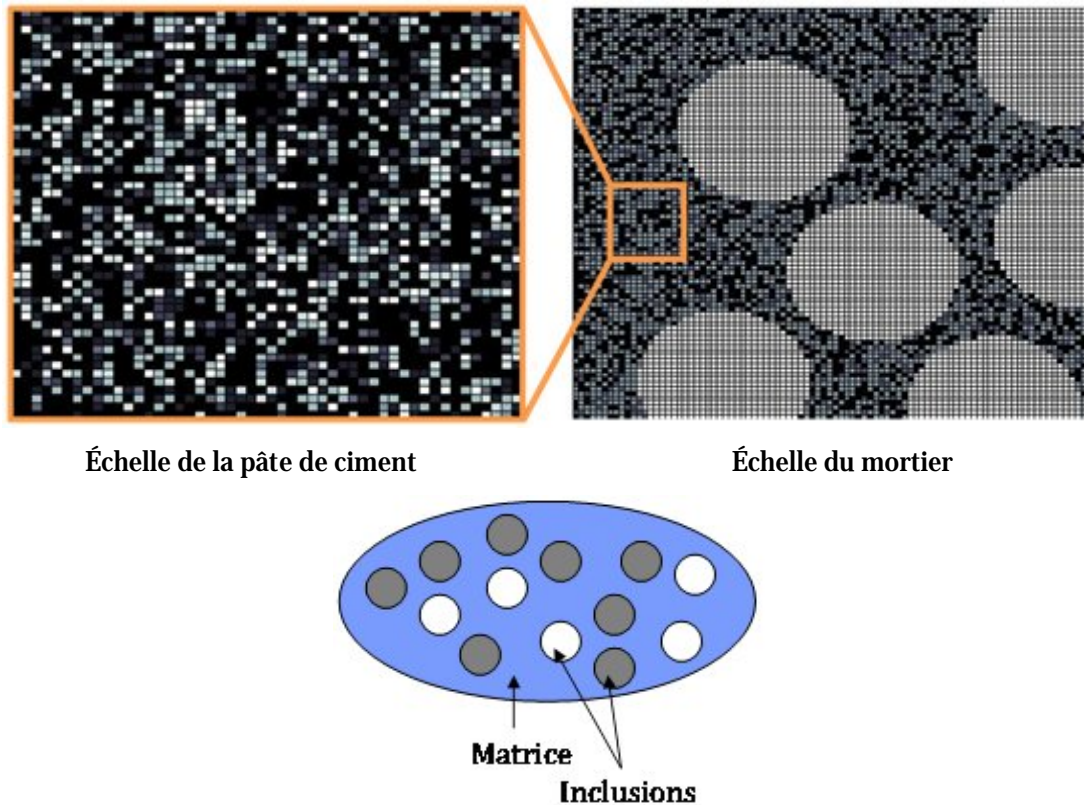 Échelle de la pâte de ciment
Échelle du mortier
Matrice
Inclusions